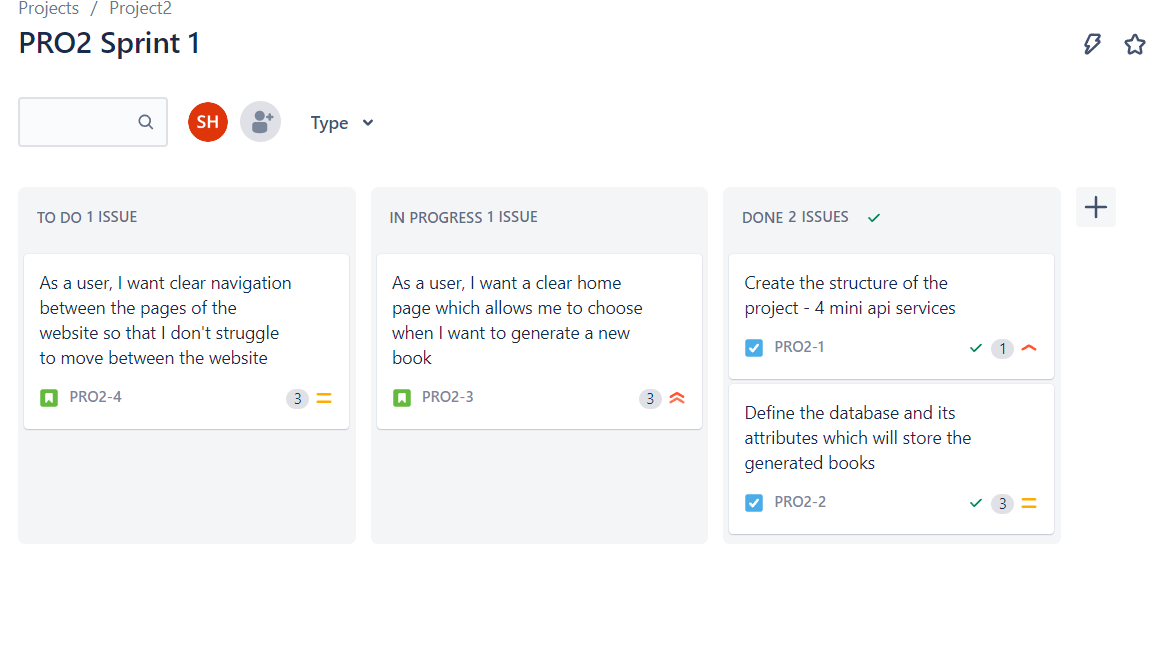 Projects / Project2
PRO2 Sprint 1
SH
Type
TO DO 1 ISSUE
As a user, I want clear navigation
between the pages of the
website so that I don't struggle
to move between the website
PRO2-4 3
IN PROGRESS 1 ISSUE
As a user, I want a clear home
page which allows me to choose
when I want to generate a new
book
PRO2-3 3
DONE 2 ISSUES
Create the structure of the
project - 4 mini api services
PRO2-1 1
Define the database and its
attributes which will store the
generated books
PRO2-2 3